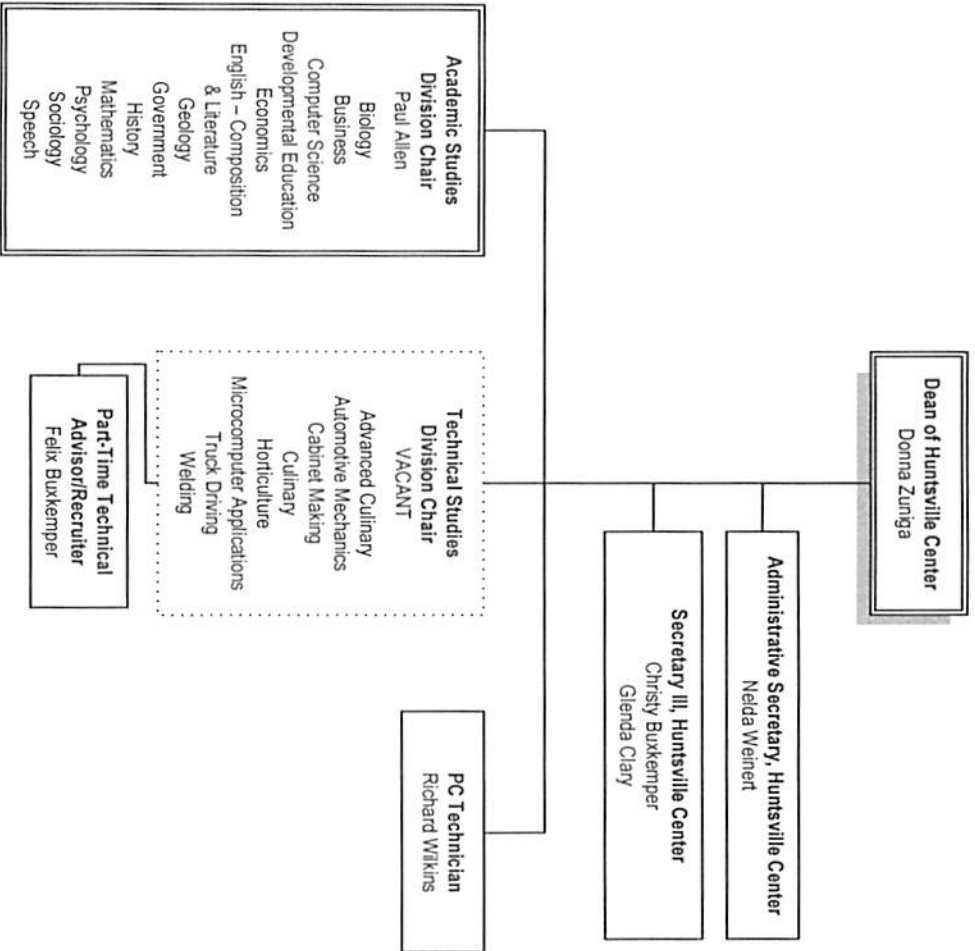 Dean of Huntsville Center
Donna Zuniga
Administrative Secretary, Huntsville Center
Nelda Weinert
Secretary III, Huntsville Center
Christy Buxkemper
Glenda Clary
Academic Studies
Division Chair
Paul Allen
Biology
Business
Computer Science
Developmental Education
Economics
English – Composition
& Literature
Geology
Government
History
Mathematics
Psychology
Sociology
Speech
Technical Studies
Division Chair
VACANT
Advanced Culinary
Automotive Mechanics
Cabinet Making
Culinary
Horticulture
Microcomputer Applications
Truck Driving
Welding
PC Technician
Richard Wilkins
Part-Time Technical
Advisor/Recruiter
Felix Buxkemper